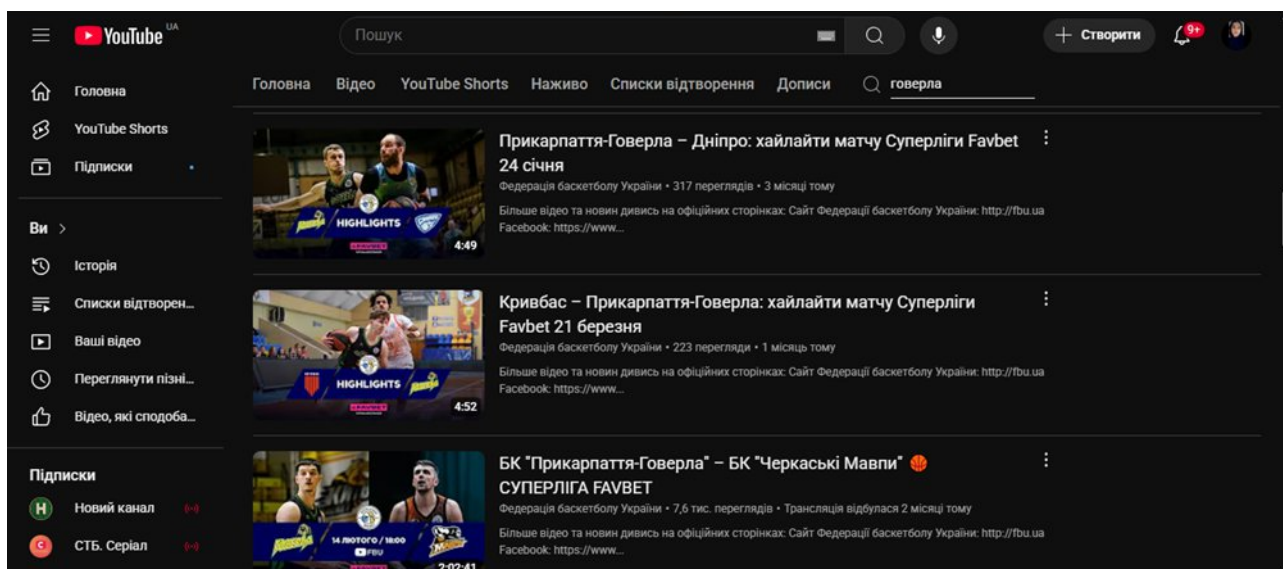 YouTube UA
Пошук
Створити
9+
Головна
YouTube Shorts
Підписки
Ви
Історія
Списки відтворен...
Ваші відео
Переглянути пізні...
Відео, які сподоба...
Підписки
Н Новий канал
С СТБ. Серіал
Головна Відео YouTube Shorts Наживо Списки відтворення Дописи говерла
HIGHLIGHTS
FAVBET
4:49
Прикарпаття-Говерла – Дніпро: хайлайти матчу Суперліги Favbet
24 січня
Федерація баскетболу України • 317 переглядів • 3 місяці тому
Більше відео та новин дивись на офіційних сторінках: Сайт Федерації баскетболу України: http://fbu.ua
Facebook: https://www...
HIGHLIGHTS
FAVBET
4:52
Кривбас – Прикарпаття-Говерла: хайлайти матчу Суперліги
Favbet 21 березня
Федерація баскетболу України • 223 перегляди • 1 місяць тому
Більше відео та новин дивись на офіційних сторінках: Сайт Федерації баскетболу України: http://fbu.ua
Facebook: https://www...
14 ЛЮТОГО / 18:00
FBU
2:02:41
БК "Прикарпаття-Говерла" – БК "Черкаські Мавпи" 🏀
СУПЕРЛІГА FAVBET
Федерація баскетболу України • 7,6 тис. переглядів • Трансляція відбулася 2 місяці тому
Більше відео та новин дивись на офіційних сторінках: Сайт Федерації баскетболу України: http://fbu.ua
Facebook: https://www...